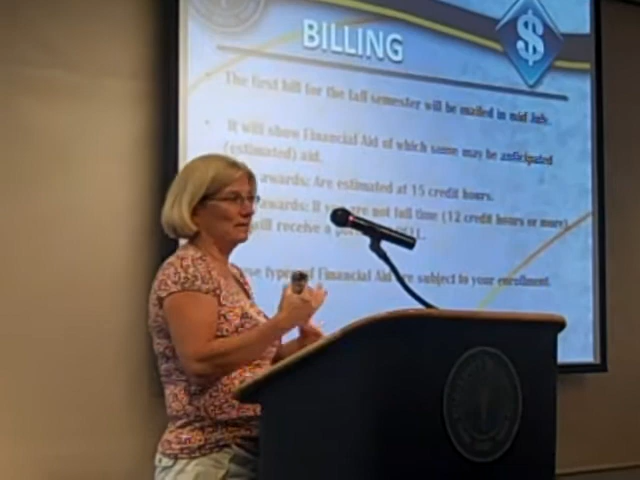 $
BILLING
The first bill for the fall semester will be mailed in mid July.
It will show Financial Aid of which some may be anticipated
(estimated) aid.
awards: Are estimated at 15 credit hours.
awards: If you are not full time (12 credit hours or more)
will receive a
types of Financial Aid are subject to your enrollment.